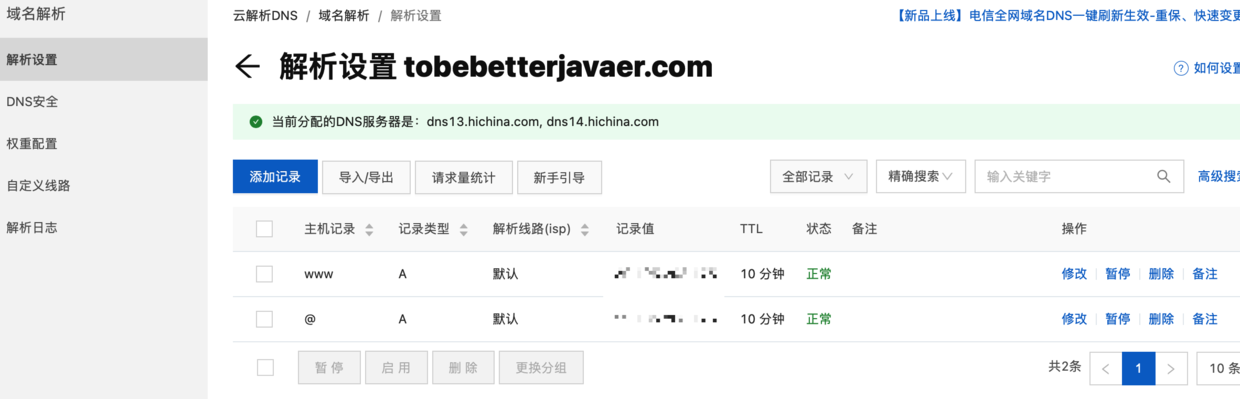 域名解析
云解析DNS / 域名解析 / 解析设置
【新品上线】电信全网域名DNS一键刷新生效-重保、快速变更
解析设置
← 解析设置 tobebetterjavaer.com
如何设置
DNS安全
当前分配的DNS服务器是：dns13.hichina.com, dns14.hichina.com
权重配置
添加记录 导入/导出 请求量统计 新手引导 全部记录 精确搜索 输入关键字 高级搜索
自定义线路
解析日志
主机记录 记录类型 解析线路(isp) 记录值 TTL 状态 备注 操作
www A 默认 10 分钟 正常 修改 暂停 删除 备注
@ A 默认 10 分钟 正常 修改 暂停 删除 备注
暂停 启用 删除 更换分组 共2条 < 1 > 10 条